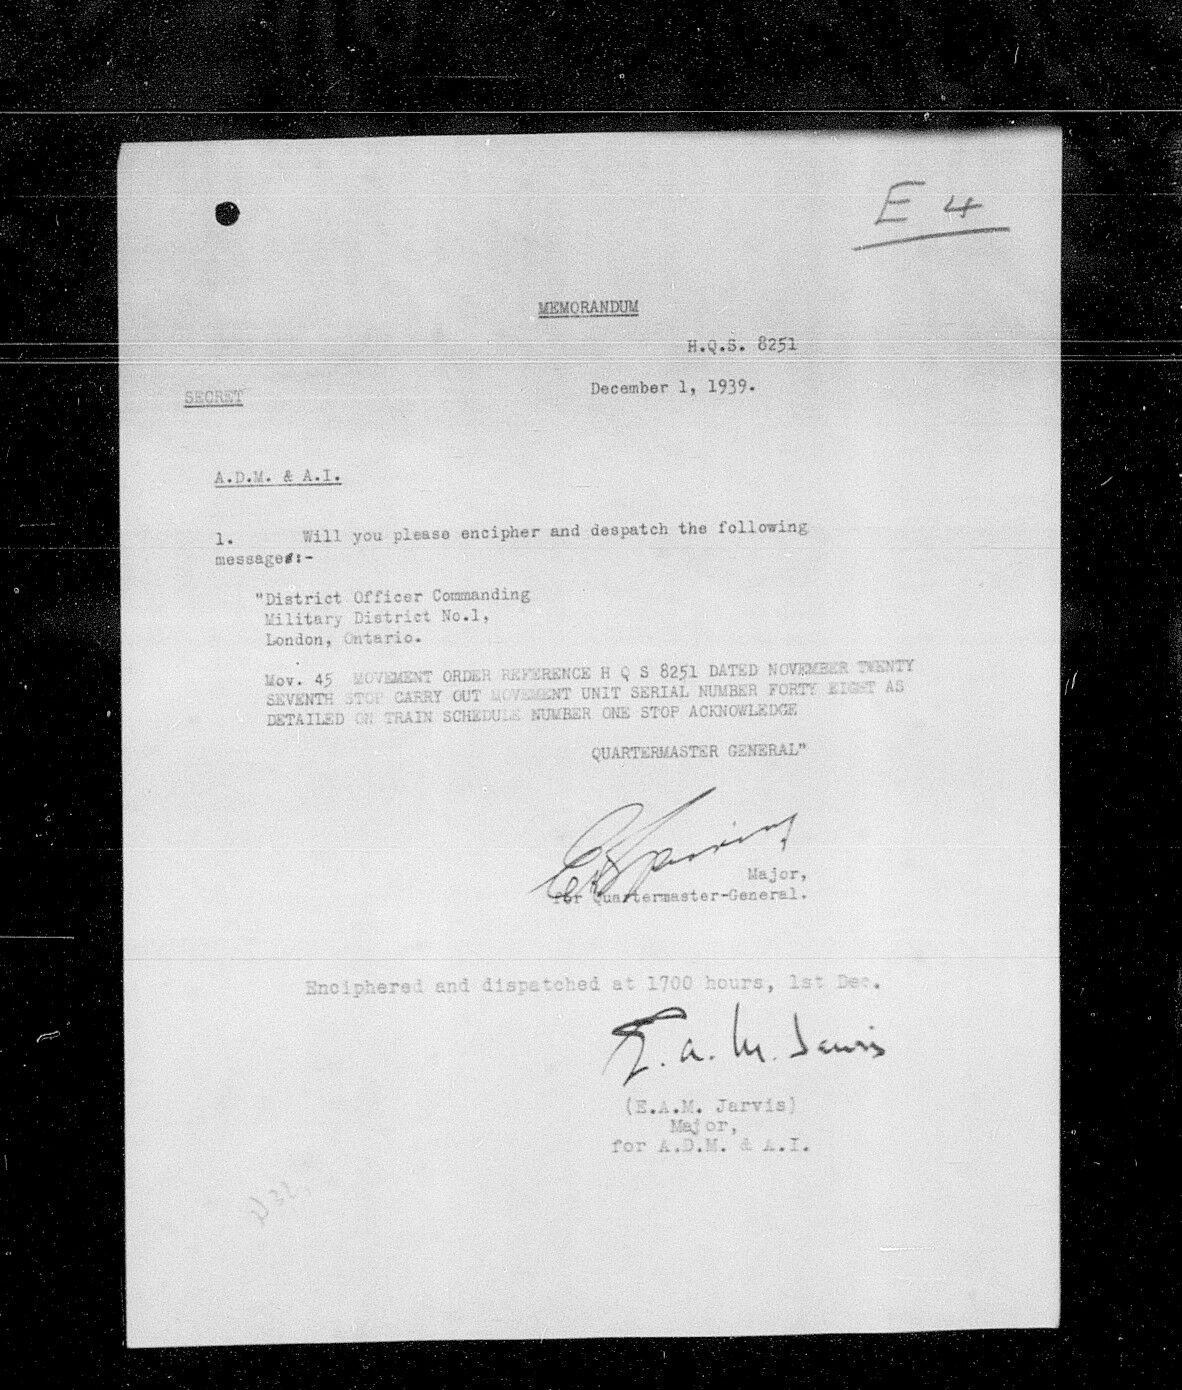 E 4
MEMORANDUM
H.Q.S. 8251
December 1, 1939.
SECRET
A.D.M. & A.I.
1. Will you please encipher and despatch the following
message:-
"District Officer Commanding
Military District No.1,
London, Ontario.
Mov. 45 MOVEMENT ORDER REFERENCE H Q S 8251 DATED NOVEMBER TWENTY
SEVENTH STOP CARRY OUT MOVEMENT UNIT SERIAL NUMBER FORTY EIGHT AS
DETAILED ON TRAIN SCHEDULE NUMBER ONE STOP ACKNOWLEDGE
QUARTERMASTER GENERAL"
Major,
for Quartermaster-General.
Enciphered and dispatched at 1700 hours, 1st Dec.
E.A.M. Jarvis
(E.A.M. Jarvis)
Major,
for A.D.M. & A.I.